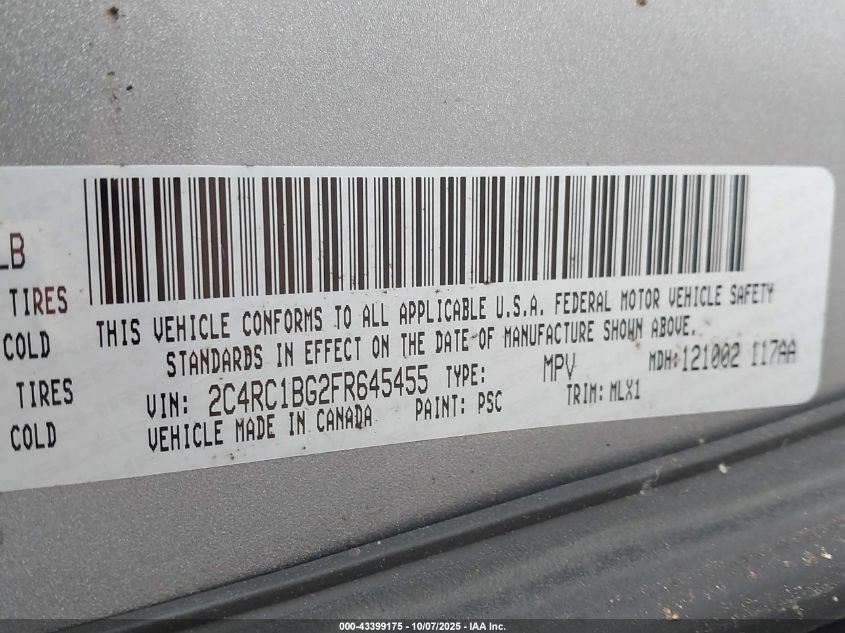 LB
TIRES
COLD
TIRES
COLD
THIS VEHICLE CONFORMS TO ALL APPLICABLE U.S.A. FEDERAL MOTOR VEHICLE SAFETY
STANDARDS IN EFFECT ON THE DATE OF MANUFACTURE SHOWN ABOVE.
VIN: 2C4RC1BG2FR645455 TYPE: MPV MDH:121002 117AA
VEHICLE MADE IN CANADA PAINT: PSC TRIM: MLX1
000-43399175 - 10/07/2025 - IAA Inc.